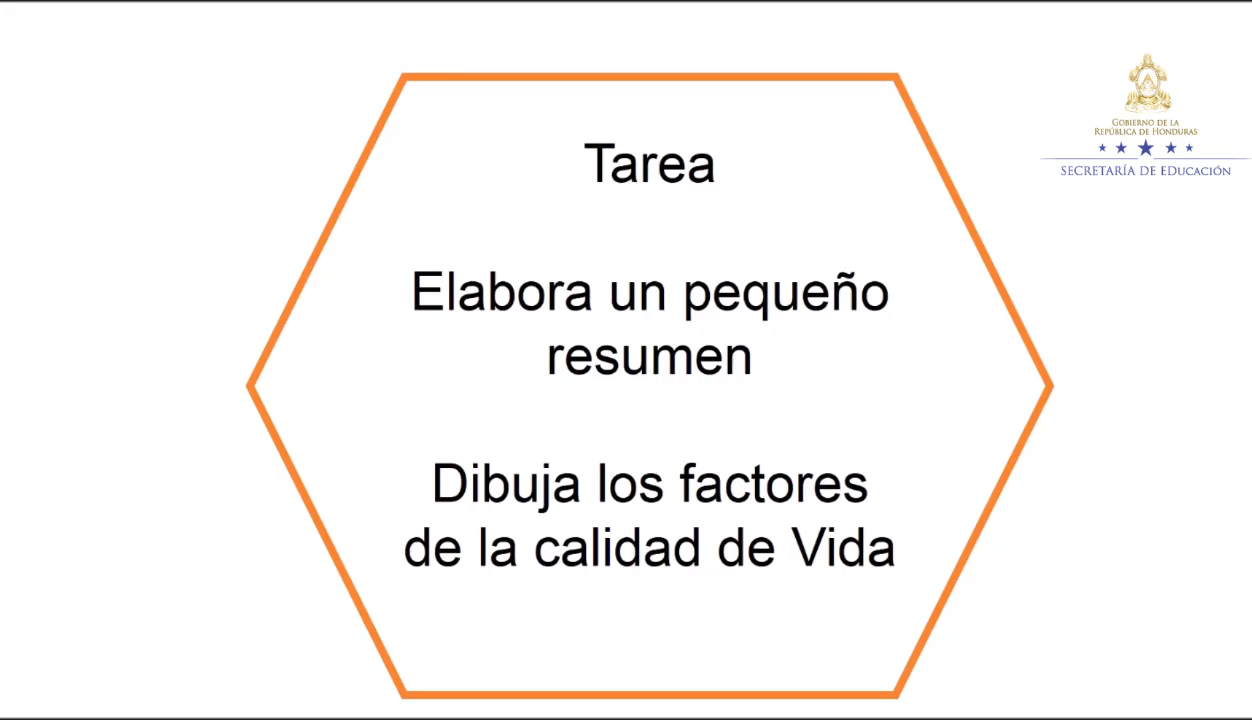 Tarea
Elabora un pequeño
resumen
Dibuja los factores
de la calidad de Vida
GOBIERNO DE LA
REPÚBLICA DE HONDURAS
SECRETARÍA DE EDUCACIÓN